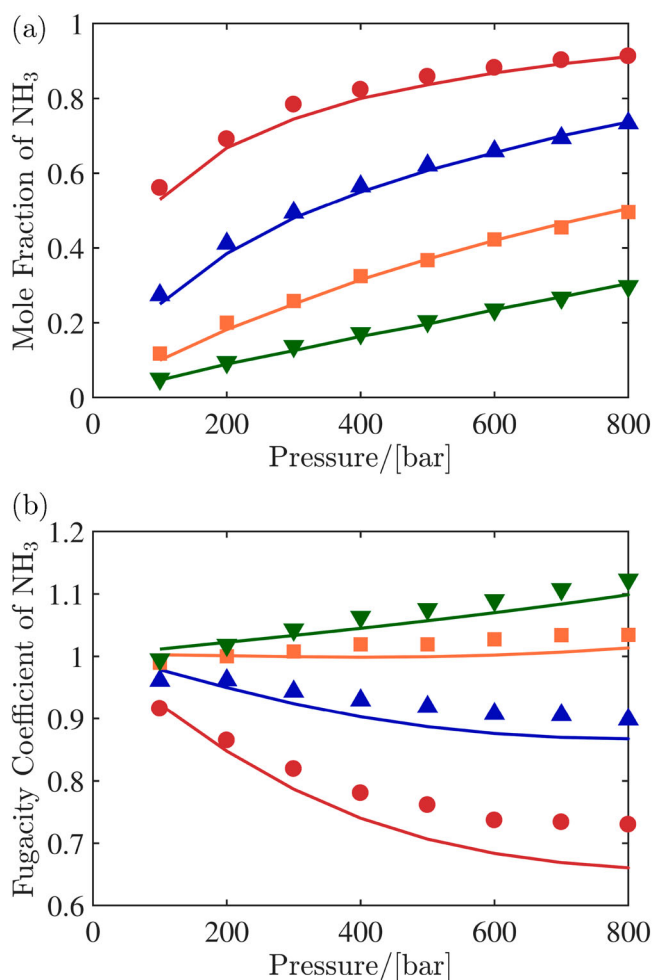 (a)
1
0.8
0.6
0.4
0.2
0
Mole Fraction of NH₃
0 200 400 600 800
Pressure/[bar]
(b)
1.2
1.1
1
0.9
0.8
0.7
0.6
Fugacity Coefficient of NH₃
0 200 400 600 800
Pressure/[bar]